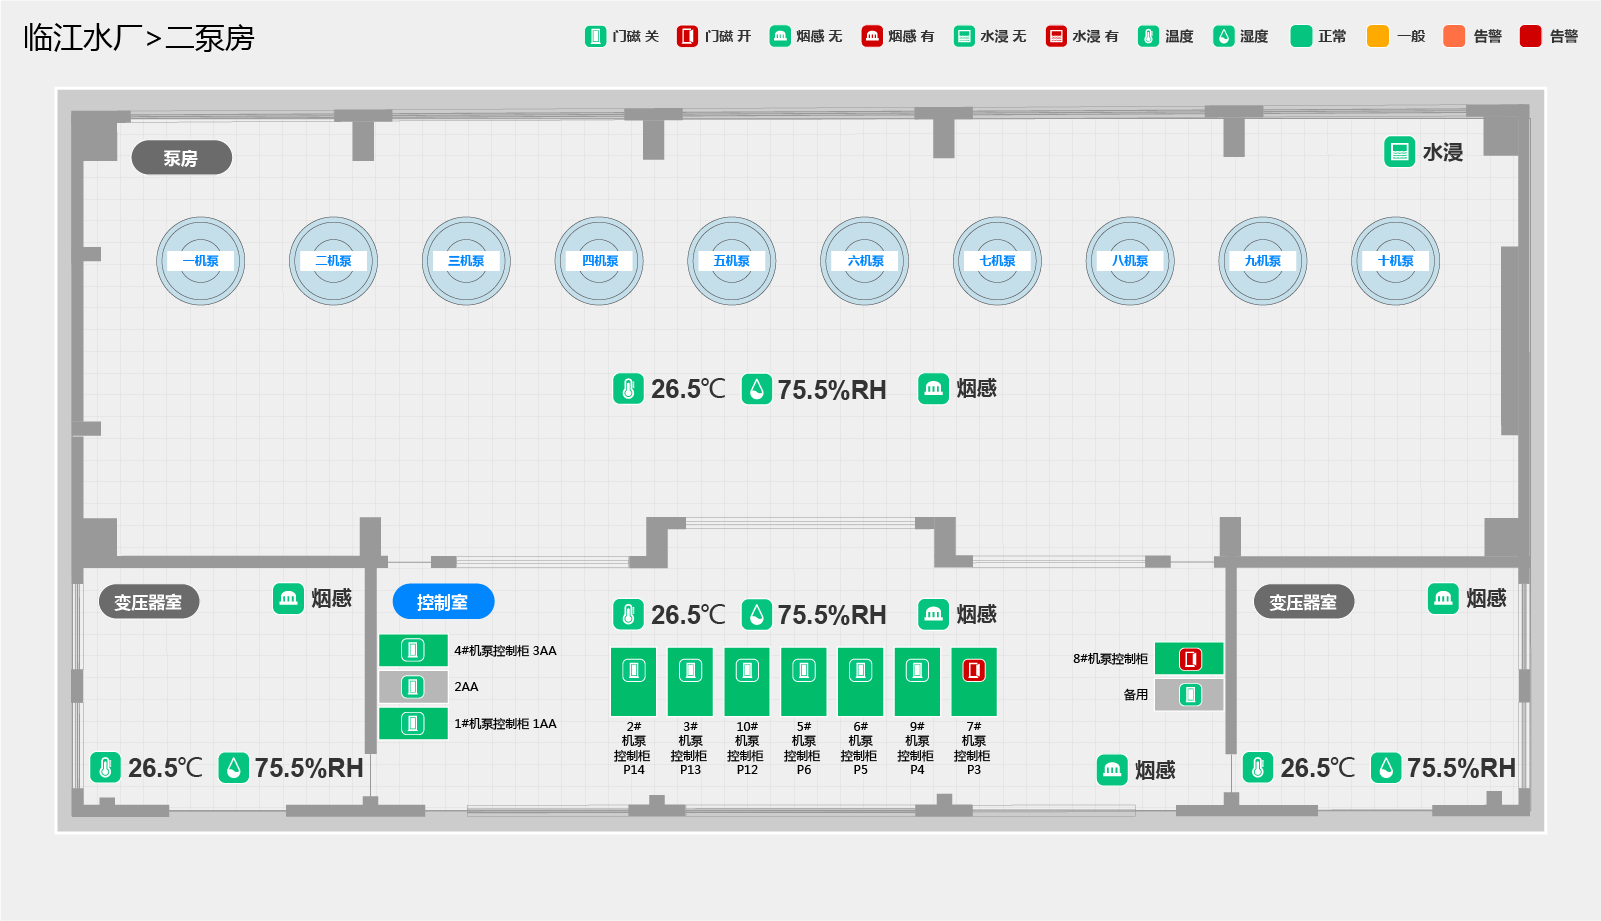 临江水厂>二泵房
门磁 关 门磁 开 烟感 无 烟感 有 水浸 无 水浸 有 温度 湿度 正常 一般 告警 告警
泵房
水浸
一机泵 二机泵 三机泵 四机泵 五机泵 六机泵 七机泵 八机泵 九机泵 十机泵
26.5℃ 75.5%RH 烟感
变压器室 烟感
控制室
26.5℃ 75.5%RH 烟感
变压器室 烟感
4#机泵控制柜 3AA
2AA
1#机泵控制柜 1AA
8#机泵控制柜
备用
2#
机泵
控制柜
P14
3#
机泵
控制柜
P13
10#
机泵
控制柜
P12
5#
机泵
控制柜
P6
6#
机泵
控制柜
P5
9#
机泵
控制柜
P4
7#
机泵
控制柜
P3
26.5℃ 75.5%RH
烟感
26.5℃ 75.5%RH